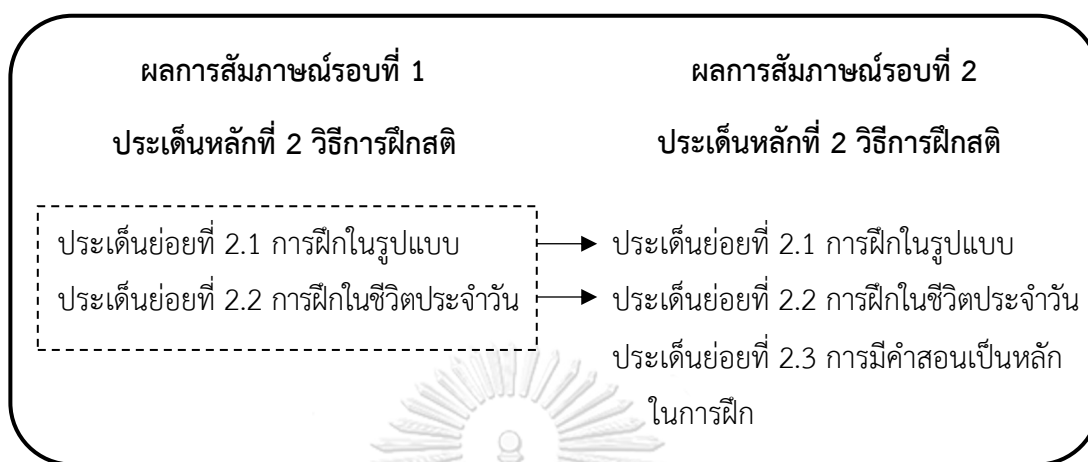 ผลการสัมภาษณ์รอบที่ 1
ประเด็นหลักที่ 2 วิธีการฝึกสติ
ประเด็นย่อยที่ 2.1 การฝึกในรูปแบบ
ประเด็นย่อยที่ 2.2 การฝึกในชีวิตประจำวัน
ผลการสัมภาษณ์รอบที่ 2
ประเด็นหลักที่ 2 วิธีการฝึกสติ
ประเด็นย่อยที่ 2.1 การฝึกในรูปแบบ
ประเด็นย่อยที่ 2.2 การฝึกในชีวิตประจำวัน
ประเด็นย่อยที่ 2.3 การมีคำสอนเป็นหลัก
ในการฝึก